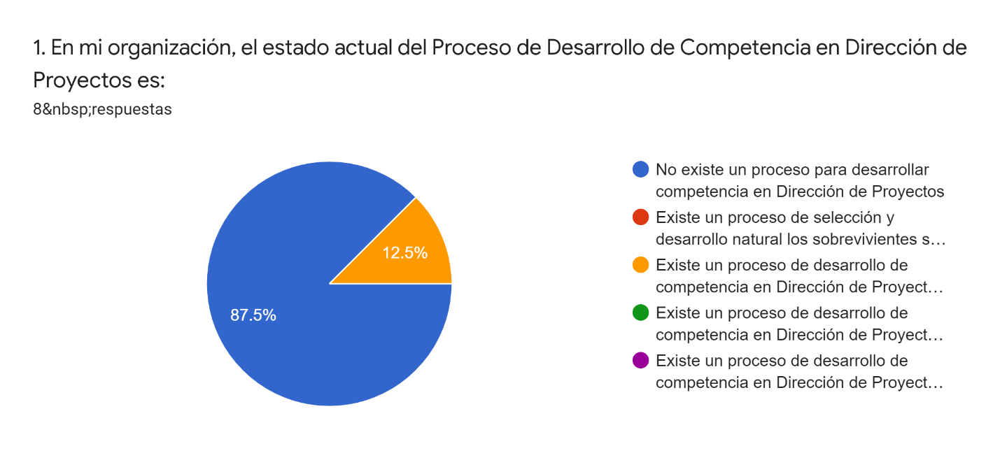 1. En mi organización, el estado actual del Proceso de Desarrollo de Competencia en Dirección de
Proyectos es:
8&nbsp;respuestas
No existe un proceso para desarrollar
competencia en Dirección de Proyectos
Existe un proceso de selección y
desarrollo natural los sobrevivientes s…
Existe un proceso de desarrollo de
competencia en Dirección de Proyect…
Existe un proceso de desarrollo de
competencia en Dirección de Proyect…
Existe un proceso de desarrollo de
competencia en Dirección de Proyect…
12.5%
87.5%